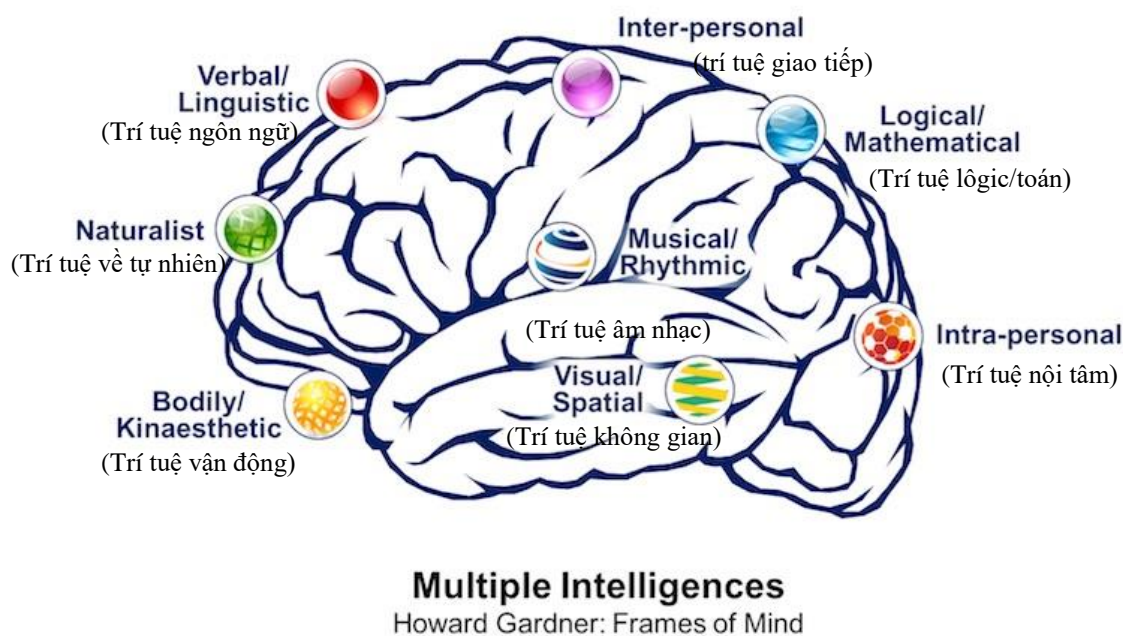 Inter-personal
(trí tuệ giao tiếp)
Verbal/
Linguistic
(Trí tuệ ngôn ngữ)
Logical/
Mathematical
(Trí tuệ lôgic/toán)
Naturalist
(Trí tuệ về tự nhiên)
Musical/
Rhythmic
(Trí tuệ âm nhạc)
Intra-personal
(Trí tuệ nội tâm)
Visual/
Spatial
(Trí tuệ không gian)
Bodily/
Kinaesthetic
(Trí tuệ vận động)
Multiple Intelligences
Howard Gardner: Frames of Mind